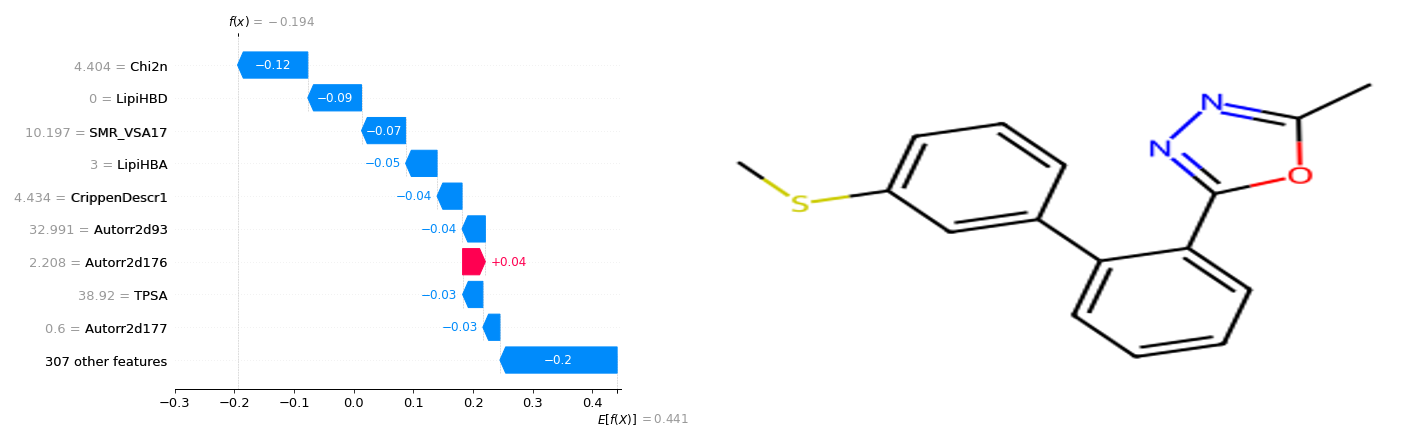 f(x) = −0.194
4.404 = Chi2n
−0.12
0 = LipiHBD
−0.09
10.197 = SMR_VSA17
−0.07
3 = LipiHBA
−0.05
4.434 = CrippenDescr1
−0.04
32.991 = Autorr2d93
−0.04
2.208 = Autorr2d176
+0.04
38.92 = TPSA
−0.03
0.6 = Autorr2d177
−0.03
307 other features
−0.2
−0.3 −0.2 −0.1 0.0 0.1 0.2 0.3 0.4
E[f(X)] = 0.441
N
N
O
S